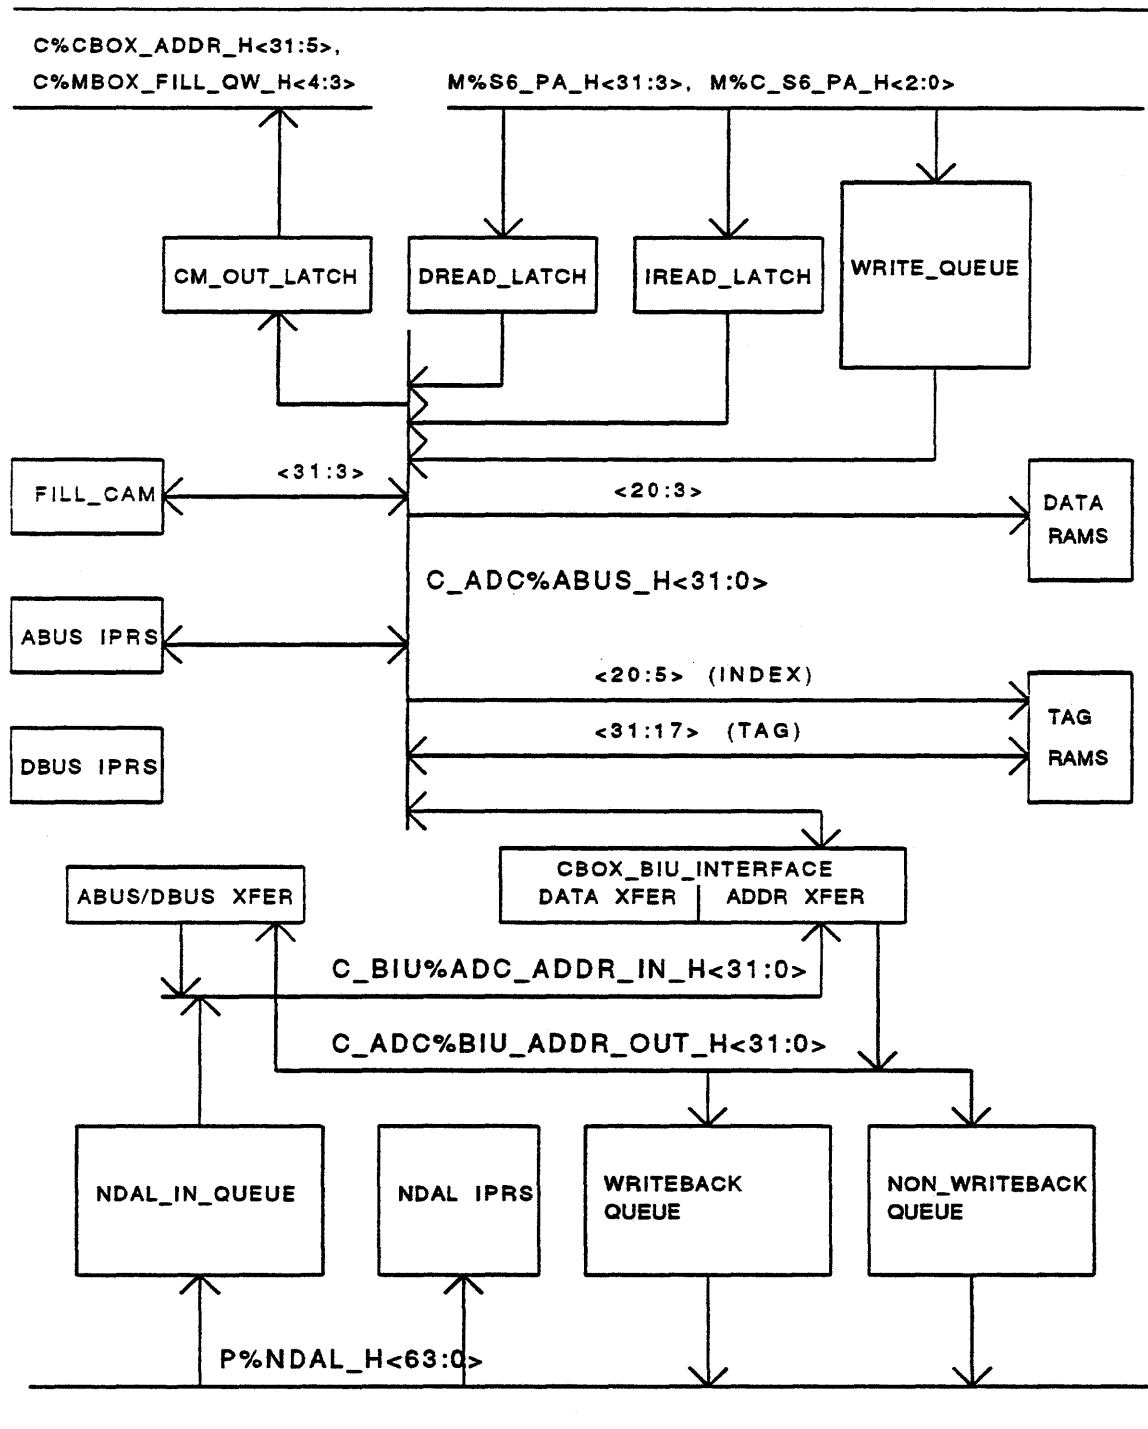 C%CBOX_ADDR_H<31:5>,
C%MBOX_FILL_QW_H<4:3>
M%S6_PA_H<31:3>, M%C_S6_PA_H<2:0>
CM_OUT_LATCH
DREAD_LATCH
IREAD_LATCH
WRITE_QUEUE
FILL_CAM
<31:3>
<20:3>
DATA
RAMS
C_ADC%ABUS_H<31:0>
ABUS IPRS
<20:5> (INDEX)
<31:17> (TAG)
TAG
RAMS
DBUS IPRS
CBOX_BIU_INTERFACE
DATA XFER
ADDR XFER
ABUS/DBUS XFER
C_BIU%ADC_ADDR_IN_H<31:0>
C_ADC%BIU_ADDR_OUT_H<31:0>
NDAL_IN_QUEUE
NDAL IPRS
WRITEBACK
QUEUE
NON_WRITEBACK
QUEUE
P%NDAL_H<63:0>